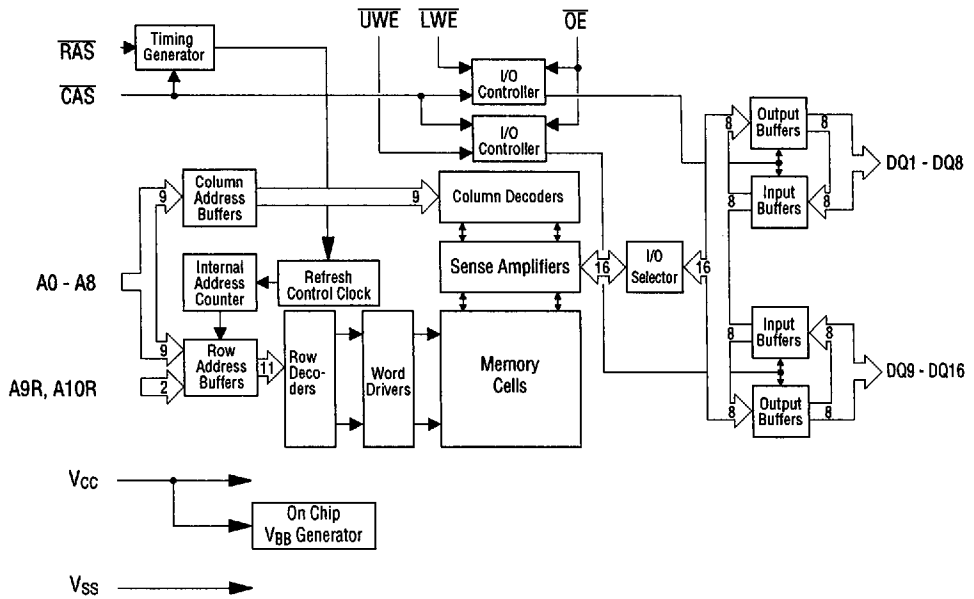 UWE LWE OE
RAS
Timing
Generator
CAS
I/O
Controller
I/O
Controller
8
Output
Buffers
8
DQ1 - DQ8
8
Input
Buffers
8
9
Column
Address
Buffers
9
Column Decoders
Sense Amplifiers
16
I/O
Selector
16
A0 - A8
Internal
Address
Counter
Refresh
Control Clock
9
Row
Address
Buffers
11
2
A9R, A10R
Row
Deco-
ders
Word
Drivers
Memory
Cells
8
Input
Buffers
8
DQ9 - DQ16
8
Output
Buffers
8
VCC
On Chip
VBB Generator
VSS